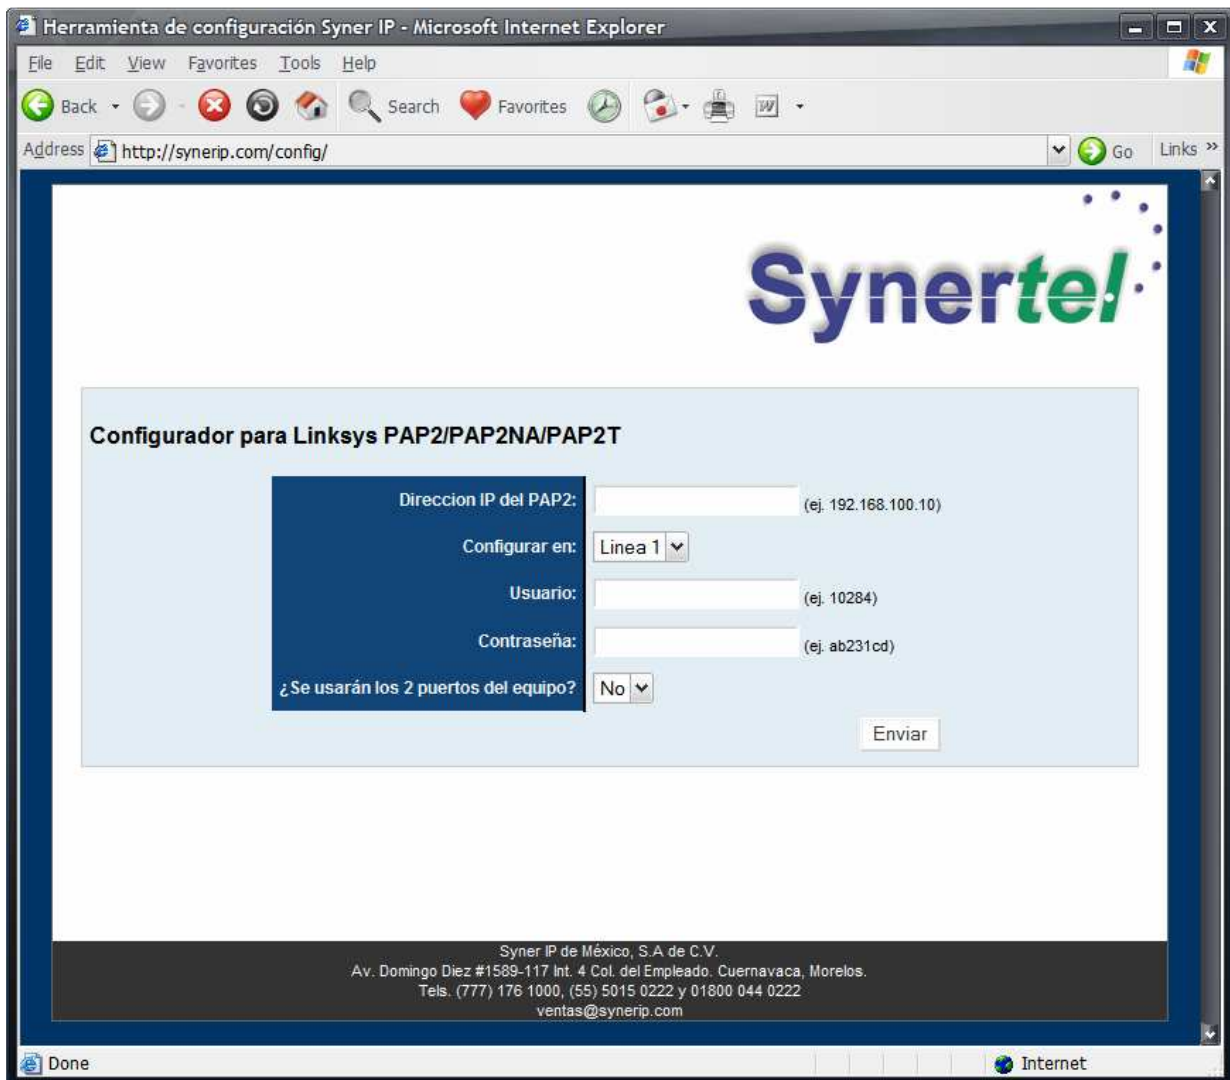 Herramienta de configuración Syner IP - Microsoft Internet Explorer
File Edit View Favorites Tools Help
Back Search Favorites
Address http://synerip.com/config/ Go Links »
Synertel
Configurador para Linksys PAP2/PAP2NA/PAP2T
Direccion IP del PAP2: (ej. 192.168.100.10)
Configurar en: Linea 1
Usuario: (ej. 10284)
Contraseña: (ej. ab231cd)
¿Se usarán los 2 puertos del equipo? No
Enviar
Syner IP de México, S.A de C.V.
Av. Domingo Diez #1589-117 Int. 4 Col. del Empleado. Cuernavaca, Morelos.
Tels. (777) 176 1000, (55) 5015 0222 y 01800 044 0222
ventas@synerip.com
Done Internet